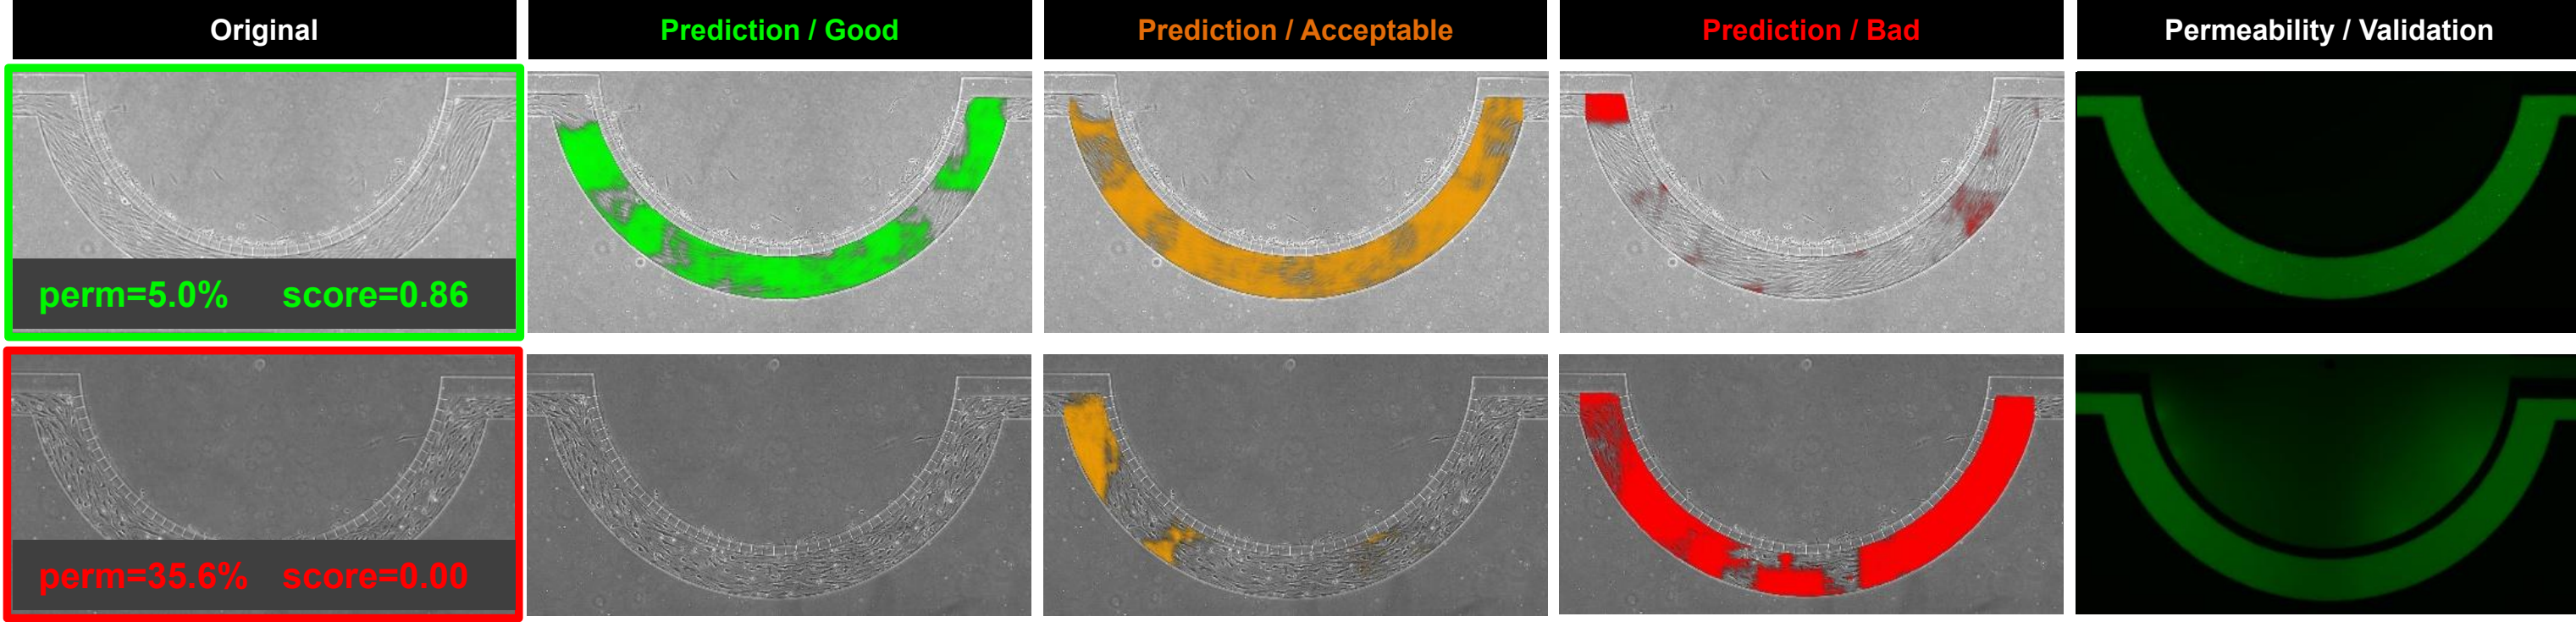 Original
Prediction / Good
Prediction / Acceptable
Prediction / Bad
Permeability / Validation
perm=5.0% score=0.86
perm=35.6% score=0.00